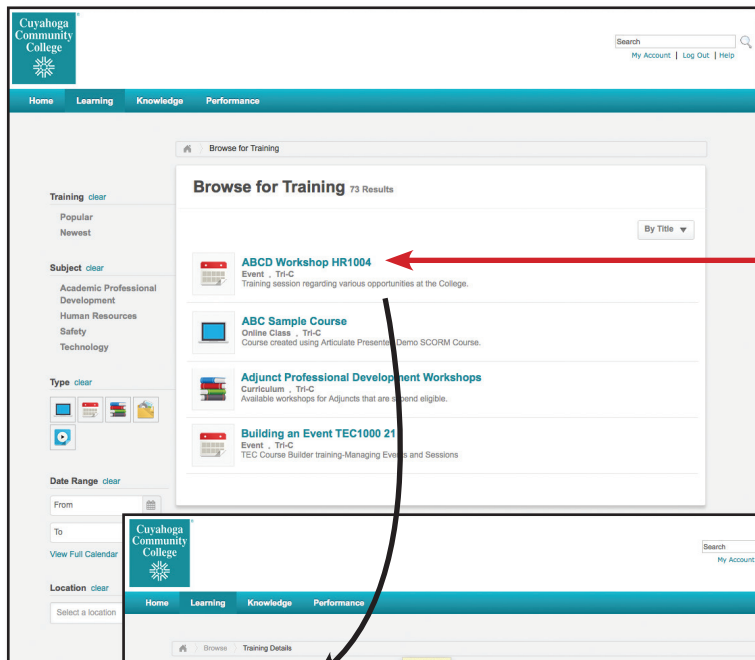 Cuyahoga
Community
College
Search
My Account | Log Out | Help
Home Learning Knowledge Performance
Browse for Training
Training clear
Popular
Newest
Subject clear
Academic Professional
Development
Human Resources
Safety
Technology
Type clear
Date Range clear
From
To
View Full Calendar
Location clear
Select a location
Browse for Training 73 Results
By Title
ABCD Workshop HR1004
Event , Tri-C
Training session regarding various opportunities at the College.
ABC Sample Course
Online Class , Tri-C
Course created using Articulate Presenter Demo SCORM Course.
Adjunct Professional Development Workshops
Curriculum , Tri-C
Available workshops for Adjuncts that are stipend eligible.
Building an Event TEC1000 21
Event , Tri-C
TEC Course Builder training-Managing Events and Sessions
Cuyahoga
Community
College
Search
My Account
Home Learning Knowledge Performance
Browse Training Details